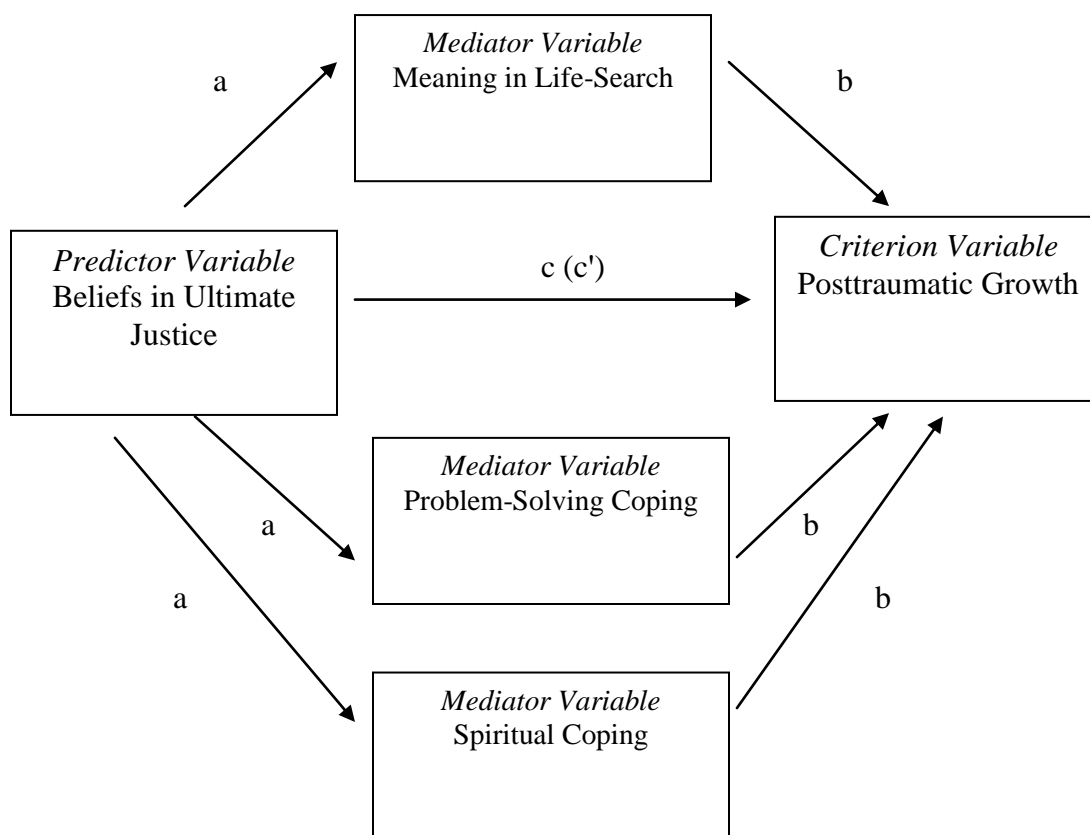 Mediator Variable
Meaning in Life-Search
a
b
Predictor Variable
Beliefs in Ultimate
Justice
c (c')
Criterion Variable
Posttraumatic Growth
Mediator Variable
Problem-Solving Coping
a
b
a
b
Mediator Variable
Spiritual Coping